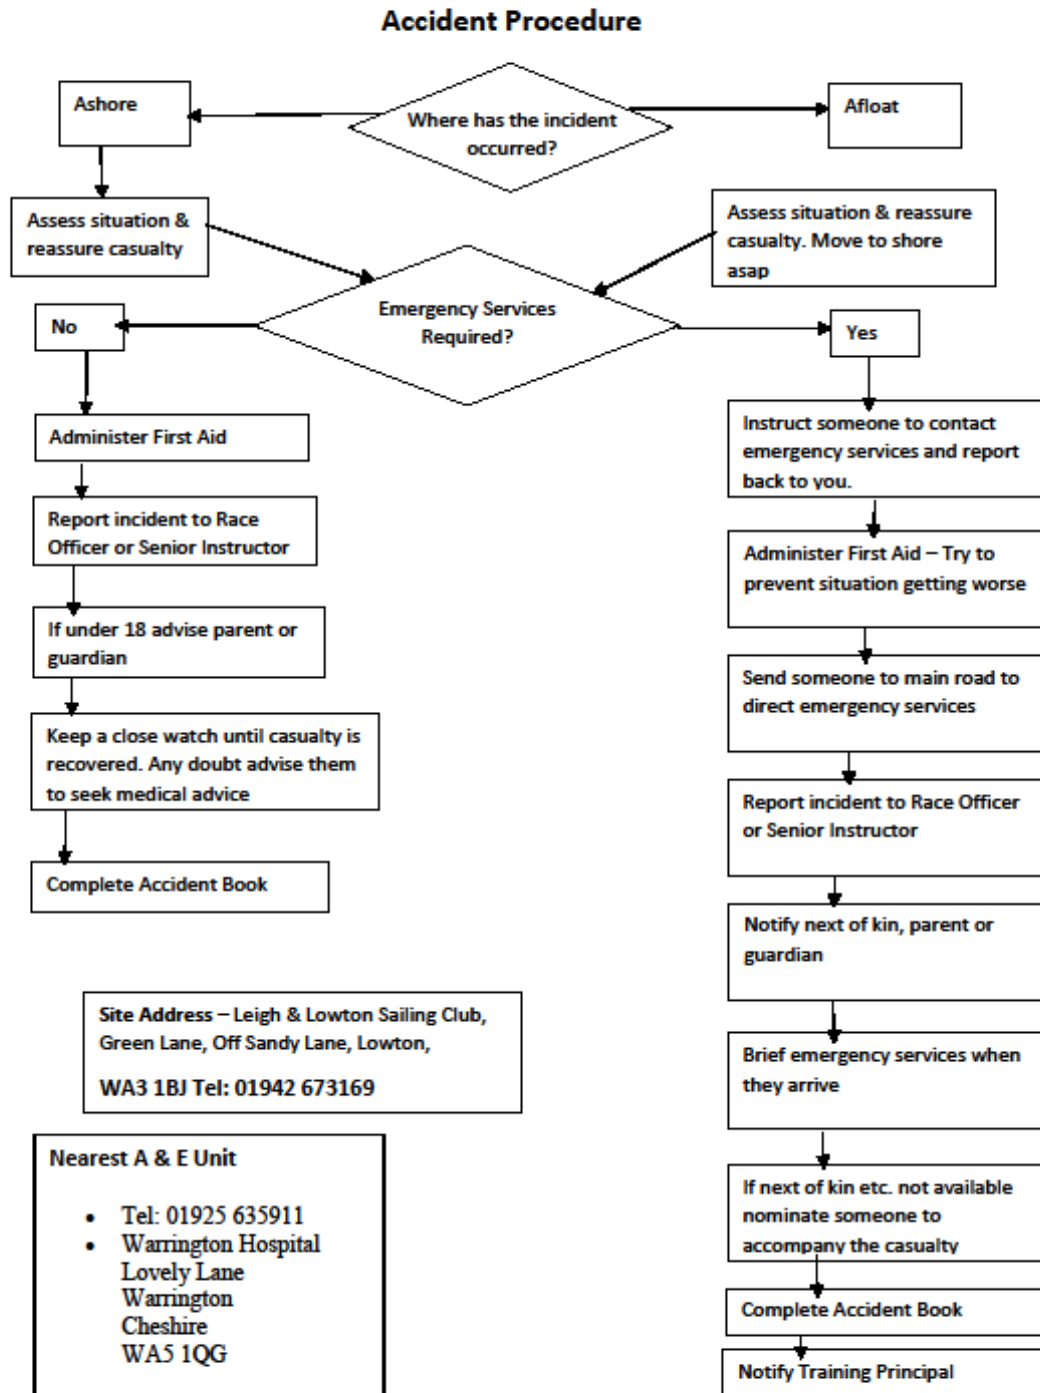 Accident Procedure
Where has the incident
occurred?
Ashore
Afloat
Assess situation &
reassure casualty
Assess situation & reassure
casualty. Move to shore
asap
Emergency Services
Required?
No
Yes
Administer First Aid
Report incident to Race
Officer or Senior Instructor
If under 18 advise parent or
guardian
Keep a close watch until casualty is
recovered. Any doubt advise them
to seek medical advice
Complete Accident Book
Instruct someone to contact
emergency services and report
back to you.
Administer First Aid – Try to
prevent situation getting worse
Send someone to main road to
direct emergency services
Report incident to Race Officer
or Senior Instructor
Notify next of kin, parent or
guardian
Brief emergency services when
they arrive
If next of kin etc. not available
nominate someone to
accompany the casualty
Complete Accident Book
Notify Training Principal
Site Address – Leigh & Lowton Sailing Club,
Green Lane, Off Sandy Lane, Lowton,
WA3 1BJ Tel: 01942 673169
Nearest A & E Unit
• Tel: 01925 635911
• Warrington Hospital
Lovely Lane
Warrington
Cheshire
WA5 1QG